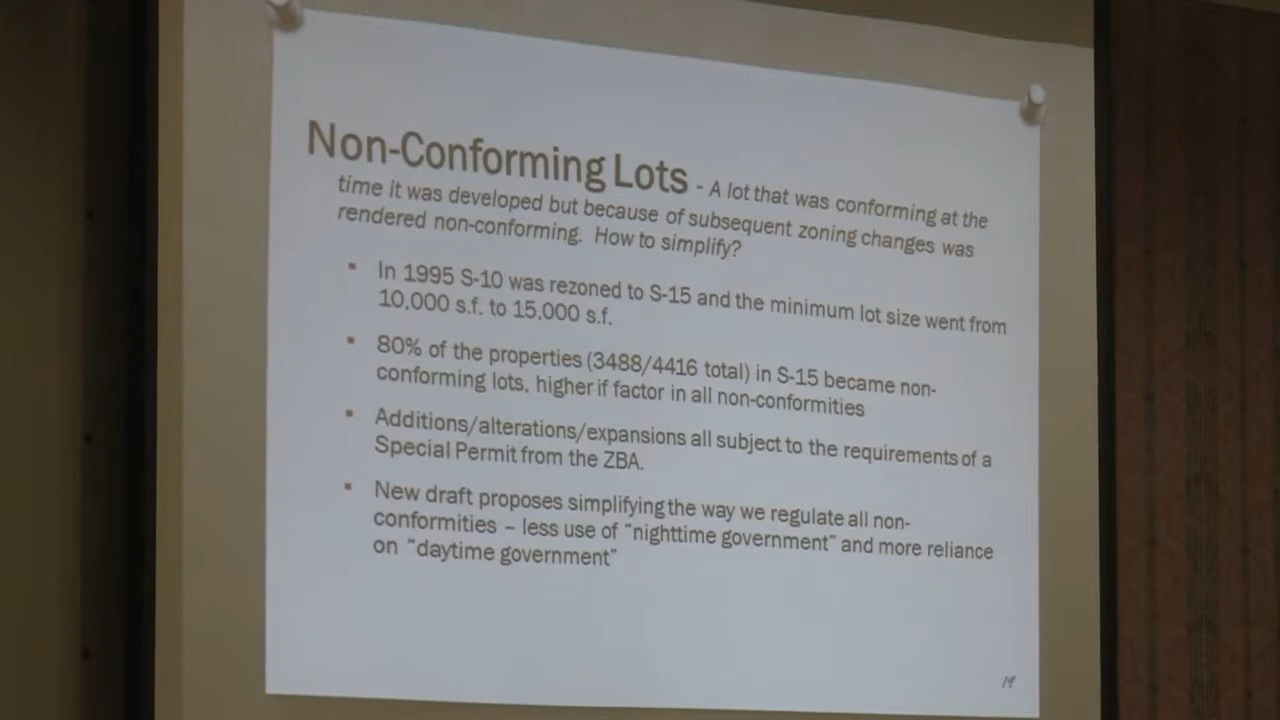 Non-Conforming Lots - A lot that was conforming at the
time it was developed but because of subsequent zoning changes was
rendered non-conforming. How to simplify?
▪ In 1995 S-10 was rezoned to S-15 and the minimum lot size went from
10,000 s.f. to 15,000 s.f.
▪ 80% of the properties (3488/4416 total) in S-15 became non-
conforming lots, higher if factor in all non-conformities
▪ Additions/alterations/expansions all subject to the requirements of a
Special Permit from the ZBA.
▪ New draft proposes simplifying the way we regulate all non-
conformities – less use of “nighttime government” and more reliance
on “daytime government”
19